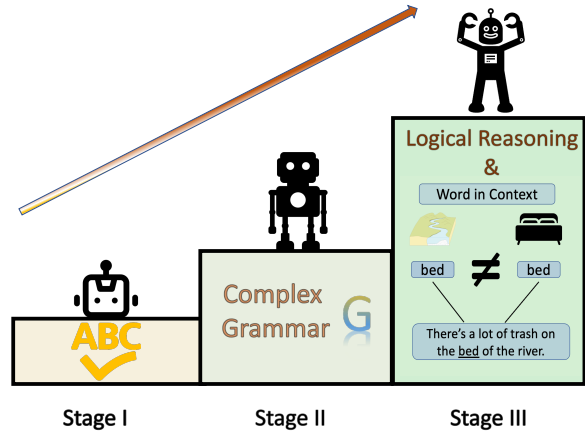 Logical Reasoning
&
Word in Context
bed ≠ bed
There's a lot of trash on
the bed of the river.
Complex
Grammar
G
ABC
Stage I
Stage II
Stage III